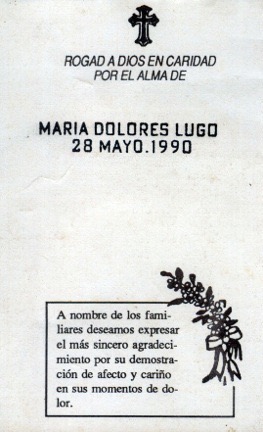 ROGAD A DIOS EN CARIDAD
POR EL ALMA DE
MARIA DOLORES LUGO
28 MAYO.1990
A nombre de los fami-
liares deseamos expresar
el más sincero agradeci-
miento por su demostra-
ción de afecto y cariño
en sus momentos de do-
lor.